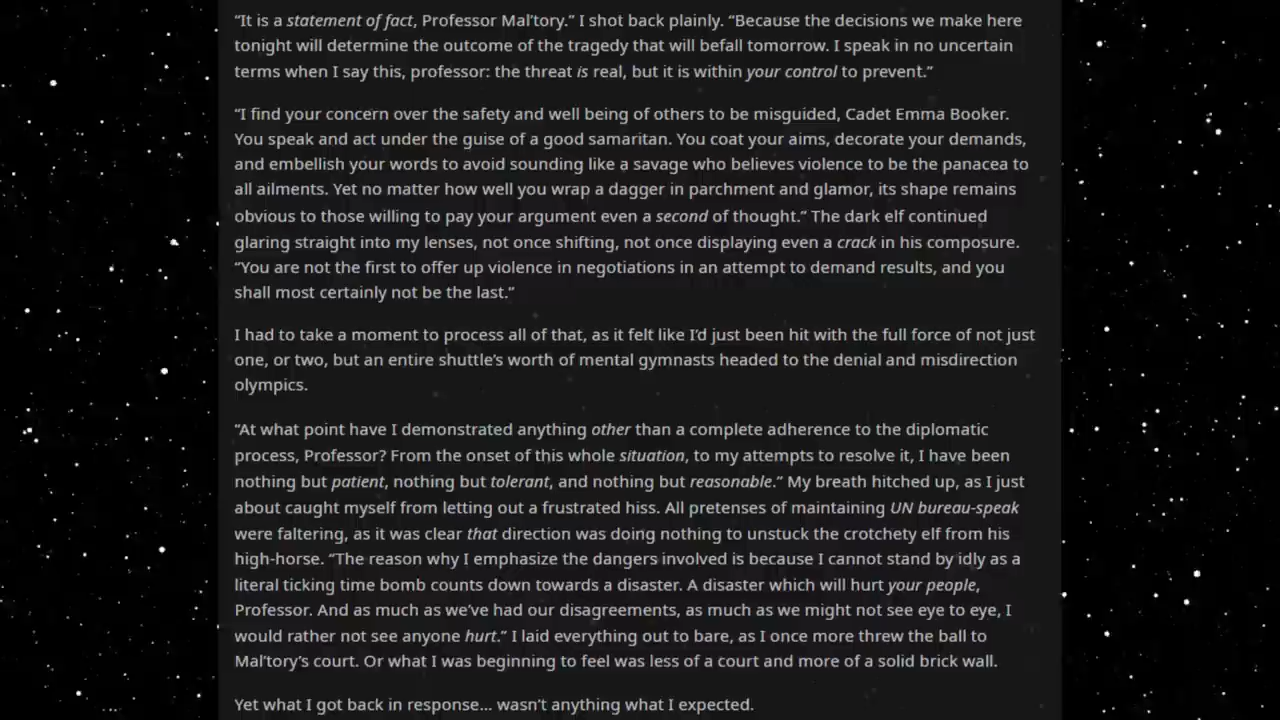 “It is a statement of fact, Professor Mal’tory.” I shot back plainly. “Because the decisions we make here
tonight will determine the outcome of the tragedy that will befall tomorrow. I speak in no uncertain
terms when I say this, professor: the threat is real, but it is within your control to prevent.”
“I find your concern over the safety and well being of others to be misguided, Cadet Emma Booker.
You speak and act under the guise of a good samaritan. You coat your aims, decorate your demands,
and embellish your words to avoid sounding like a savage who believes violence to be the panacea to
all ailments. Yet no matter how well you wrap a dagger in parchment and glamor, its shape remains
obvious to those willing to pay your argument even a second of thought.” The dark elf continued
glaring straight into my lenses, not once shifting, not once displaying even a crack in his composure.
“You are not the first to offer up violence in negotiations in an attempt to demand results, and you
shall most certainly not be the last.”
I had to take a moment to process all of that, as it felt like I’d just been hit with the full force of not just
one, or two, but an entire shuttle’s worth of mental gymnasts headed to the denial and misdirection
olympics.
“At what point have I demonstrated anything other than a complete adherence to the diplomatic
process, Professor? From the onset of this whole situation, to my attempts to resolve it, I have been
nothing but patient, nothing but tolerant, and nothing but reasonable.” My breath hitched up, as I just
about caught myself from letting out a frustrated hiss. All pretenses of maintaining UN bureau-speak
were faltering, as it was clear that direction was doing nothing to unstuck the crotchety elf from his
high-horse. “The reason why I emphasize the dangers involved is because I cannot stand by idly as a
literal ticking time bomb counts down towards a disaster. A disaster which will hurt your people,
Professor. And as much as we’ve had our disagreements, as much as we might not see eye to eye, I
would rather not see anyone hurt.” I laid everything out to bare, as I once more threw the ball to
Mal’tory’s court. Or what I was beginning to feel was less of a court and more of a solid brick wall.
Yet what I got back in response… wasn’t anything what I expected.